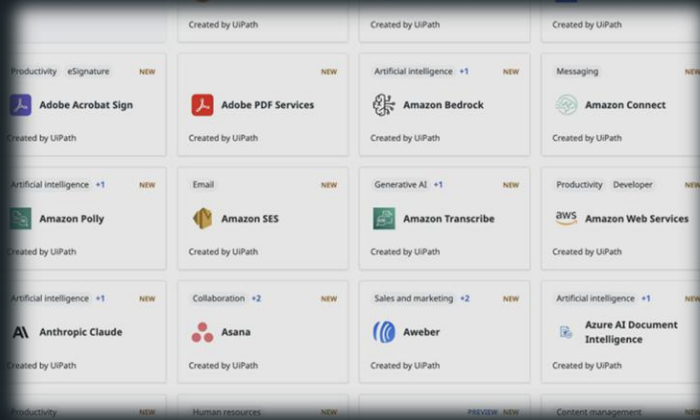 Created by UiPath Created by UiPath Created by UiPath
Productivity eSignature NEW NEW Artificial intelligence +1 NEW Messaging NEW
Adobe Acrobat Sign Adobe PDF Services Amazon Bedrock Amazon Connect
Created by UiPath Created by UiPath Created by UiPath Created by UiPath
Artificial intelligence +1 NEW Email NEW Generative AI +1 NEW Productivity Developer NEW
Amazon Polly Amazon SES Amazon Transcribe aws Amazon Web Services
Created by UiPath Created by UiPath Created by UiPath Created by UiPath
Artificial intelligence +1 NEW Collaboration +2 NEW Sales and marketing +2 NEW Artificial intelligence +1 NEW
A\ Anthropic Claude Asana Aweber Azure AI Document
Intelligence
Created by UiPath Created by UiPath Created by UiPath Created by UiPath
Productivity NEW Human resources NEW PREVIEW NEW Content management NEW